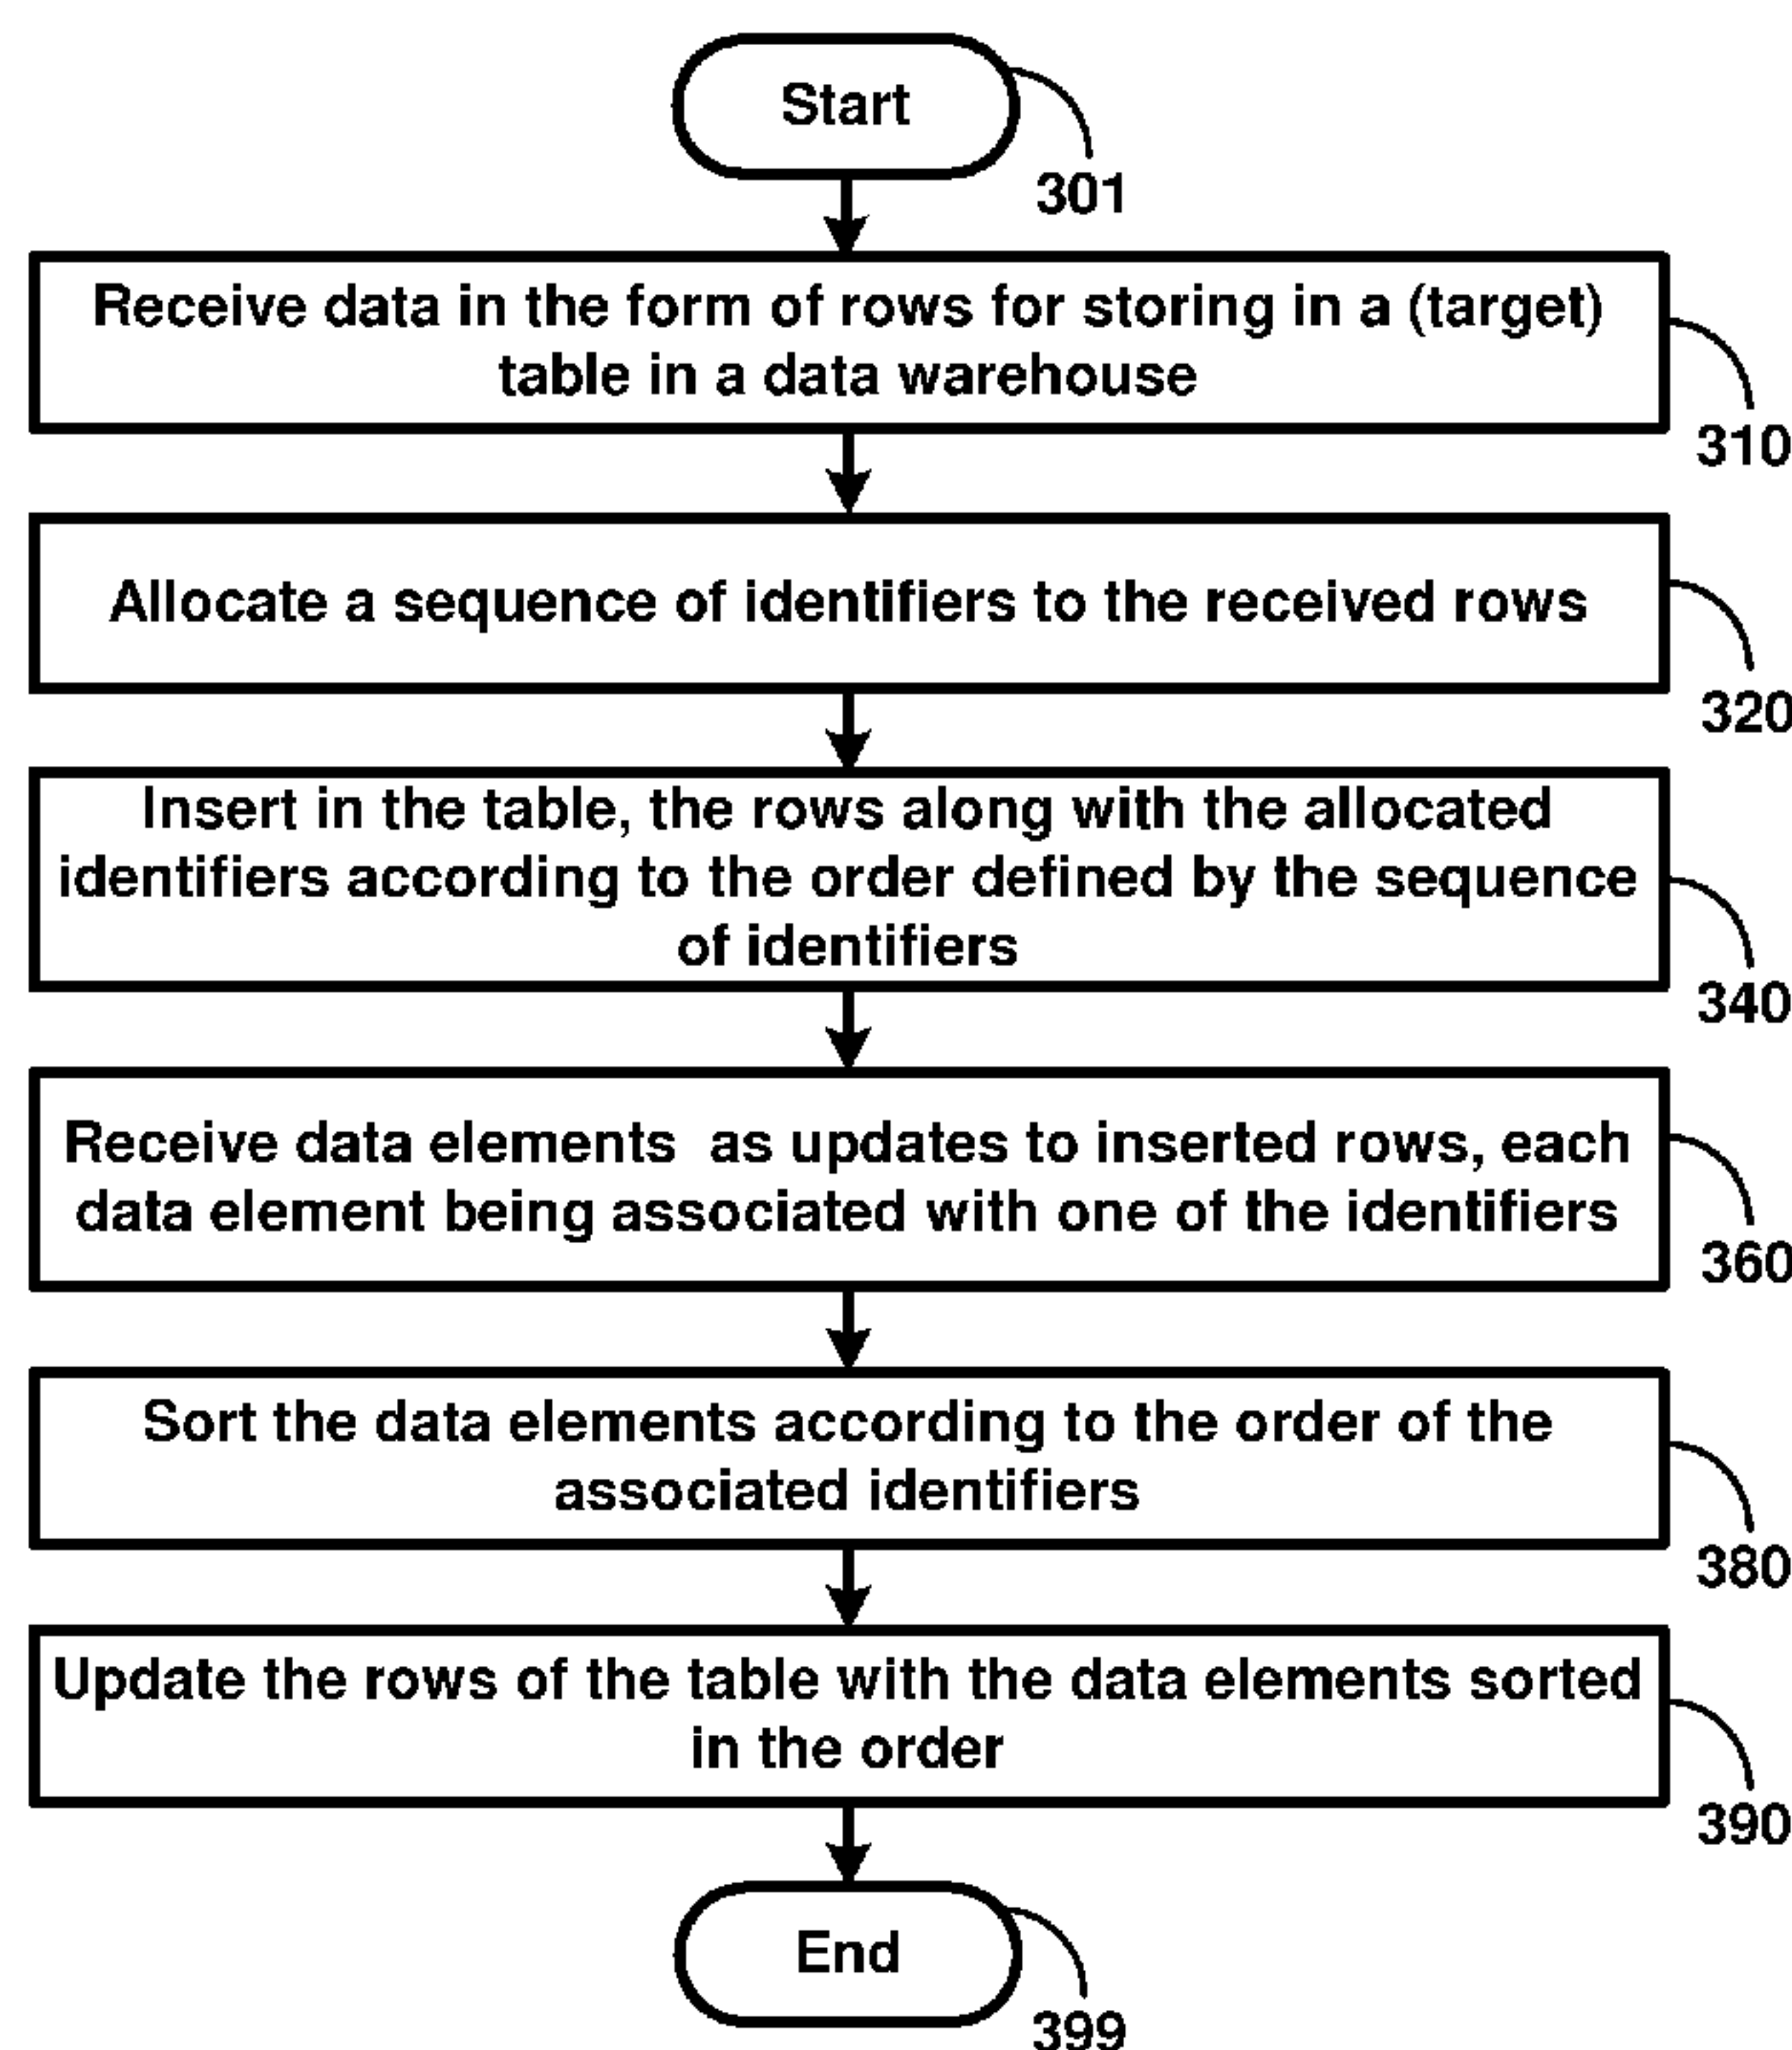 Start
301
Receive data in the form of rows for storing in a (target)
table in a data warehouse
310
Allocate a sequence of identifiers to the received rows
320
Insert in the table, the rows along with the allocated
identifiers according to the order defined by the sequence
of identifiers
340
Receive data elements as updates to inserted rows, each
data element being associated with one of the identifiers
360
Sort the data elements according to the order of the
associated identifiers
380
Update the rows of the table with the data elements sorted
in the order
390
End
399